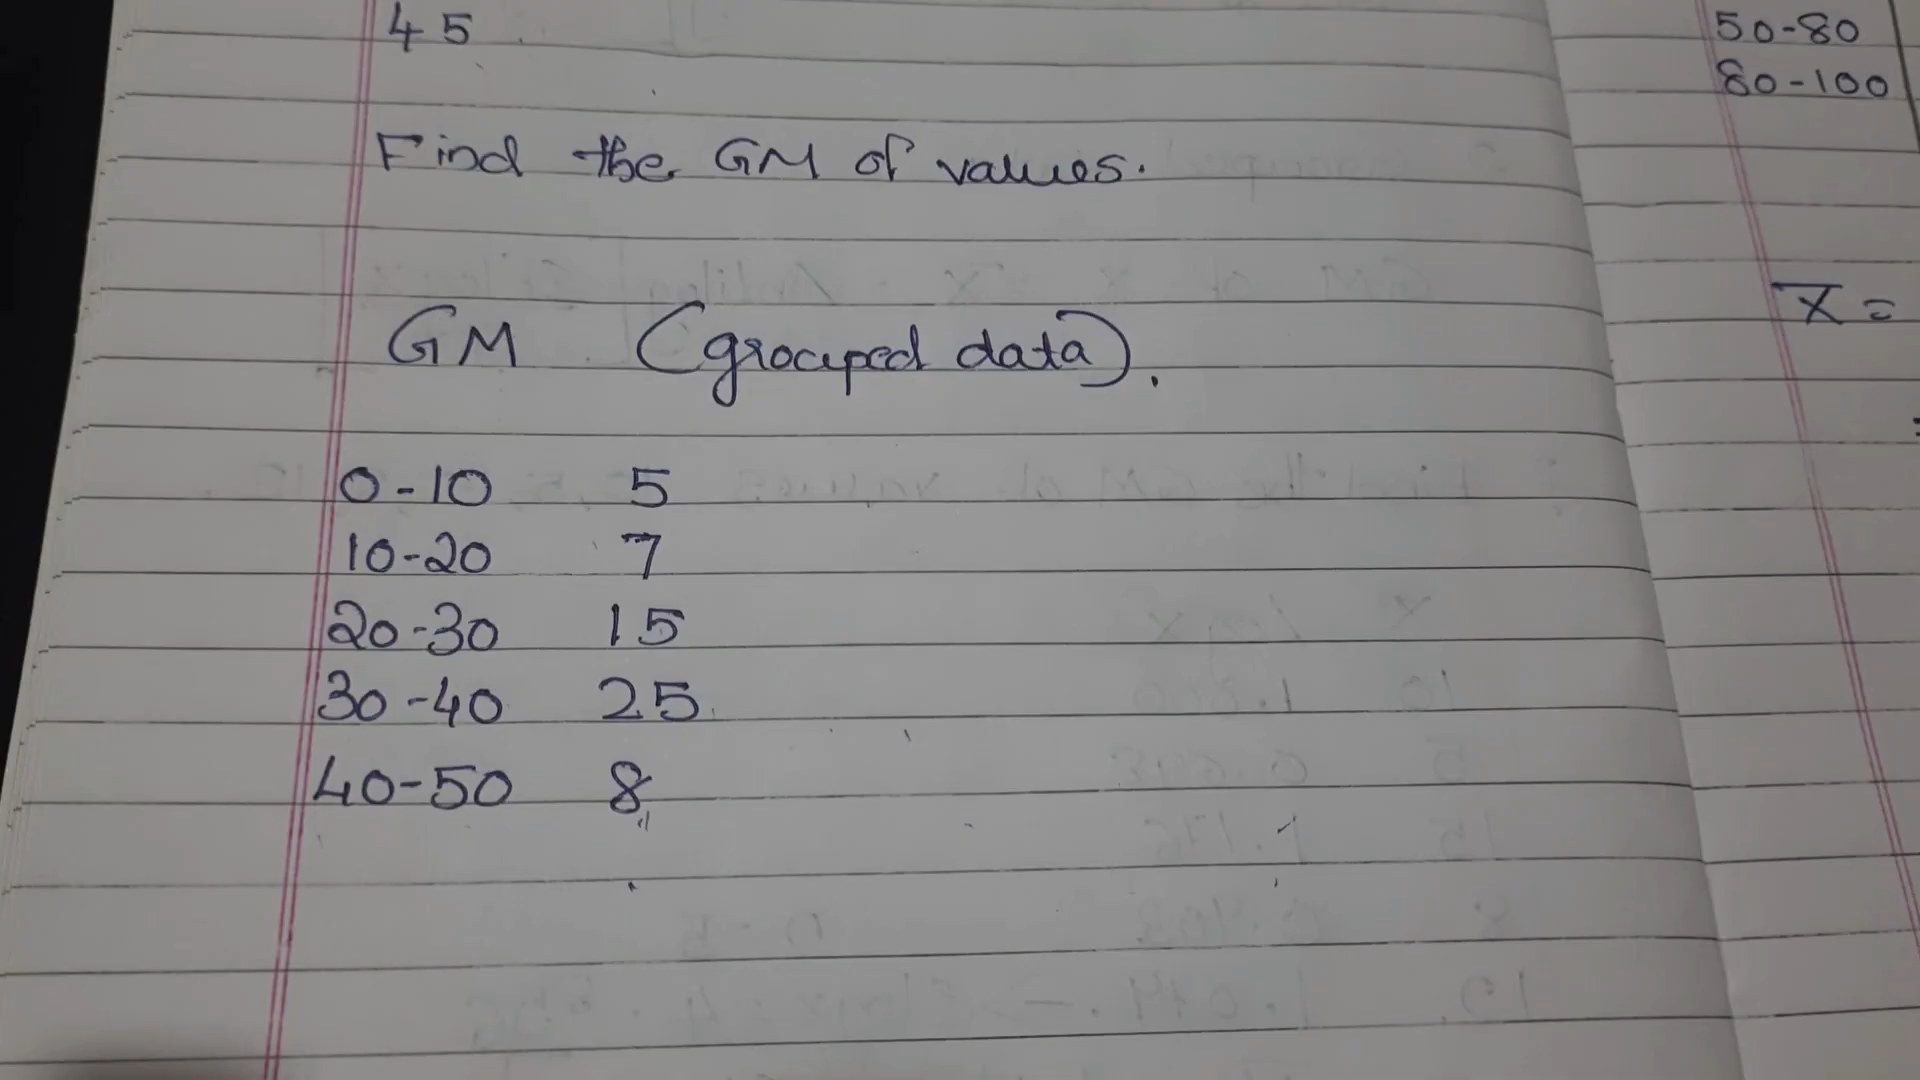 45
Find the GM of values.
GM (grouped data).
0-10 5
10-20 7
20-30 15
30-40 25
40-50 8
50-80
80-100
x̄ =